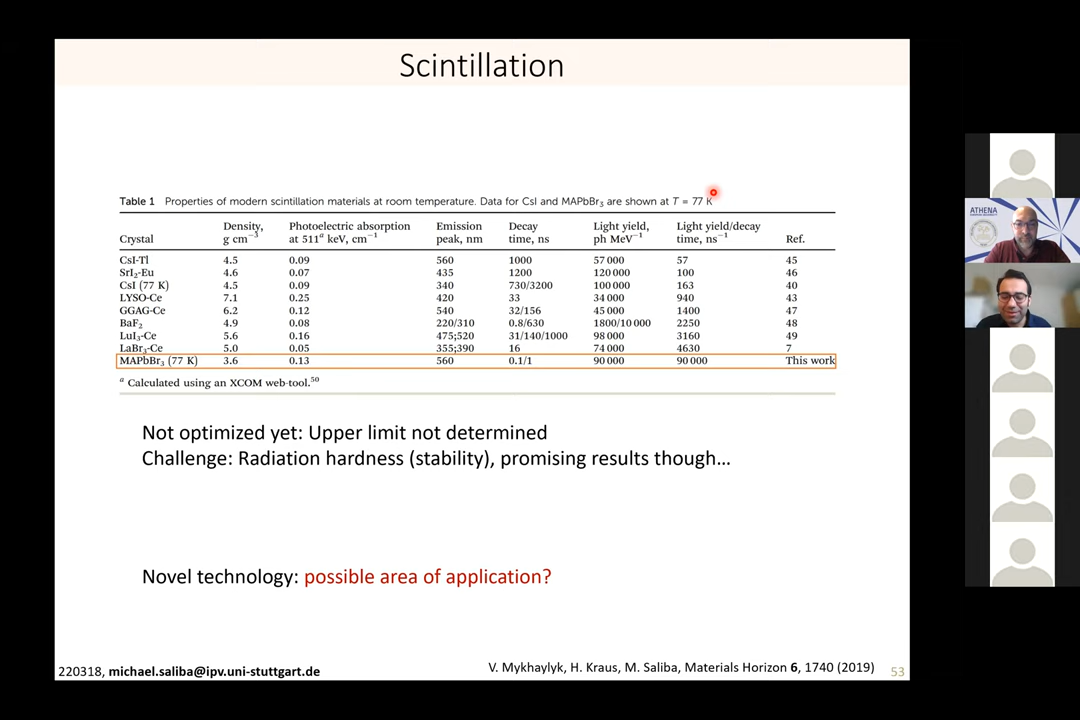 Scintillation
Table 1 Properties of modern scintillation materials at room temperature. Data for CsI and MAPbBr₃ are shown at T = 77 K
Crystal Density, g cm⁻³ Photoelectric absorption at 511ᵃ keV, cm⁻¹ Emission peak, nm Decay time, ns Light yield, ph MeV⁻¹ Light yield/decay time, ns⁻¹ Ref.
CsI-Tl 4.5 0.09 560 1000 57 000 57 45
SrI₂-Eu 4.6 0.07 435 1200 120 000 100 46
CsI (77 K) 4.5 0.09 340 730/3200 100 000 163 40
LYSO-Ce 7.1 0.25 420 33 34 000 940 43
GGAG-Ce 6.2 0.12 540 32/156 45 000 1400 47
BaF₂ 4.9 0.08 220/310 0.8/630 1800/10 000 2250 48
LuI₃-Ce 5.6 0.16 475;520 31/140/1000 98 000 3160 49
LaBr₃-Ce 5.0 0.05 355;390 16 74 000 4630 7
MAPbBr₃ (77 K) 3.6 0.13 560 0.1/1 90 000 90 000 This work
ᵃ Calculated using an XCOM web-tool.⁵⁰
Not optimized yet: Upper limit not determined
Challenge: Radiation hardness (stability), promising results though…
Novel technology: possible area of application?
220318, michael.saliba@ipv.uni-stuttgart.de
V. Mykhaylyk, H. Kraus, M. Saliba, Materials Horizon 6, 1740 (2019)
53
ATHENA